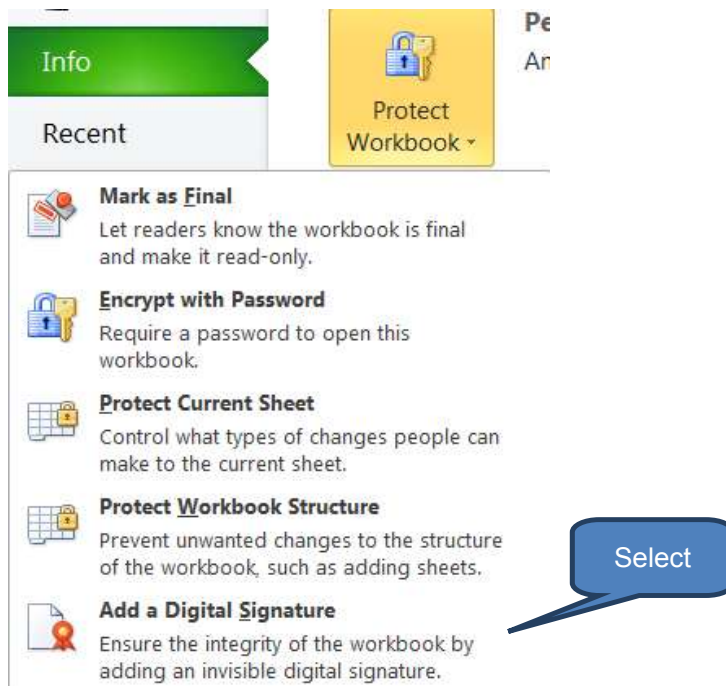 Info
Pe
An
Protect
Workbook
Recent
Mark as Final
Let readers know the workbook is final
and make it read-only.
Encrypt with Password
Require a password to open this
workbook.
Protect Current Sheet
Control what types of changes people can
make to the current sheet.
Protect Workbook Structure
Prevent unwanted changes to the structure
of the workbook, such as adding sheets.
Select
Add a Digital Signature
Ensure the integrity of the workbook by
adding an invisible digital signature.